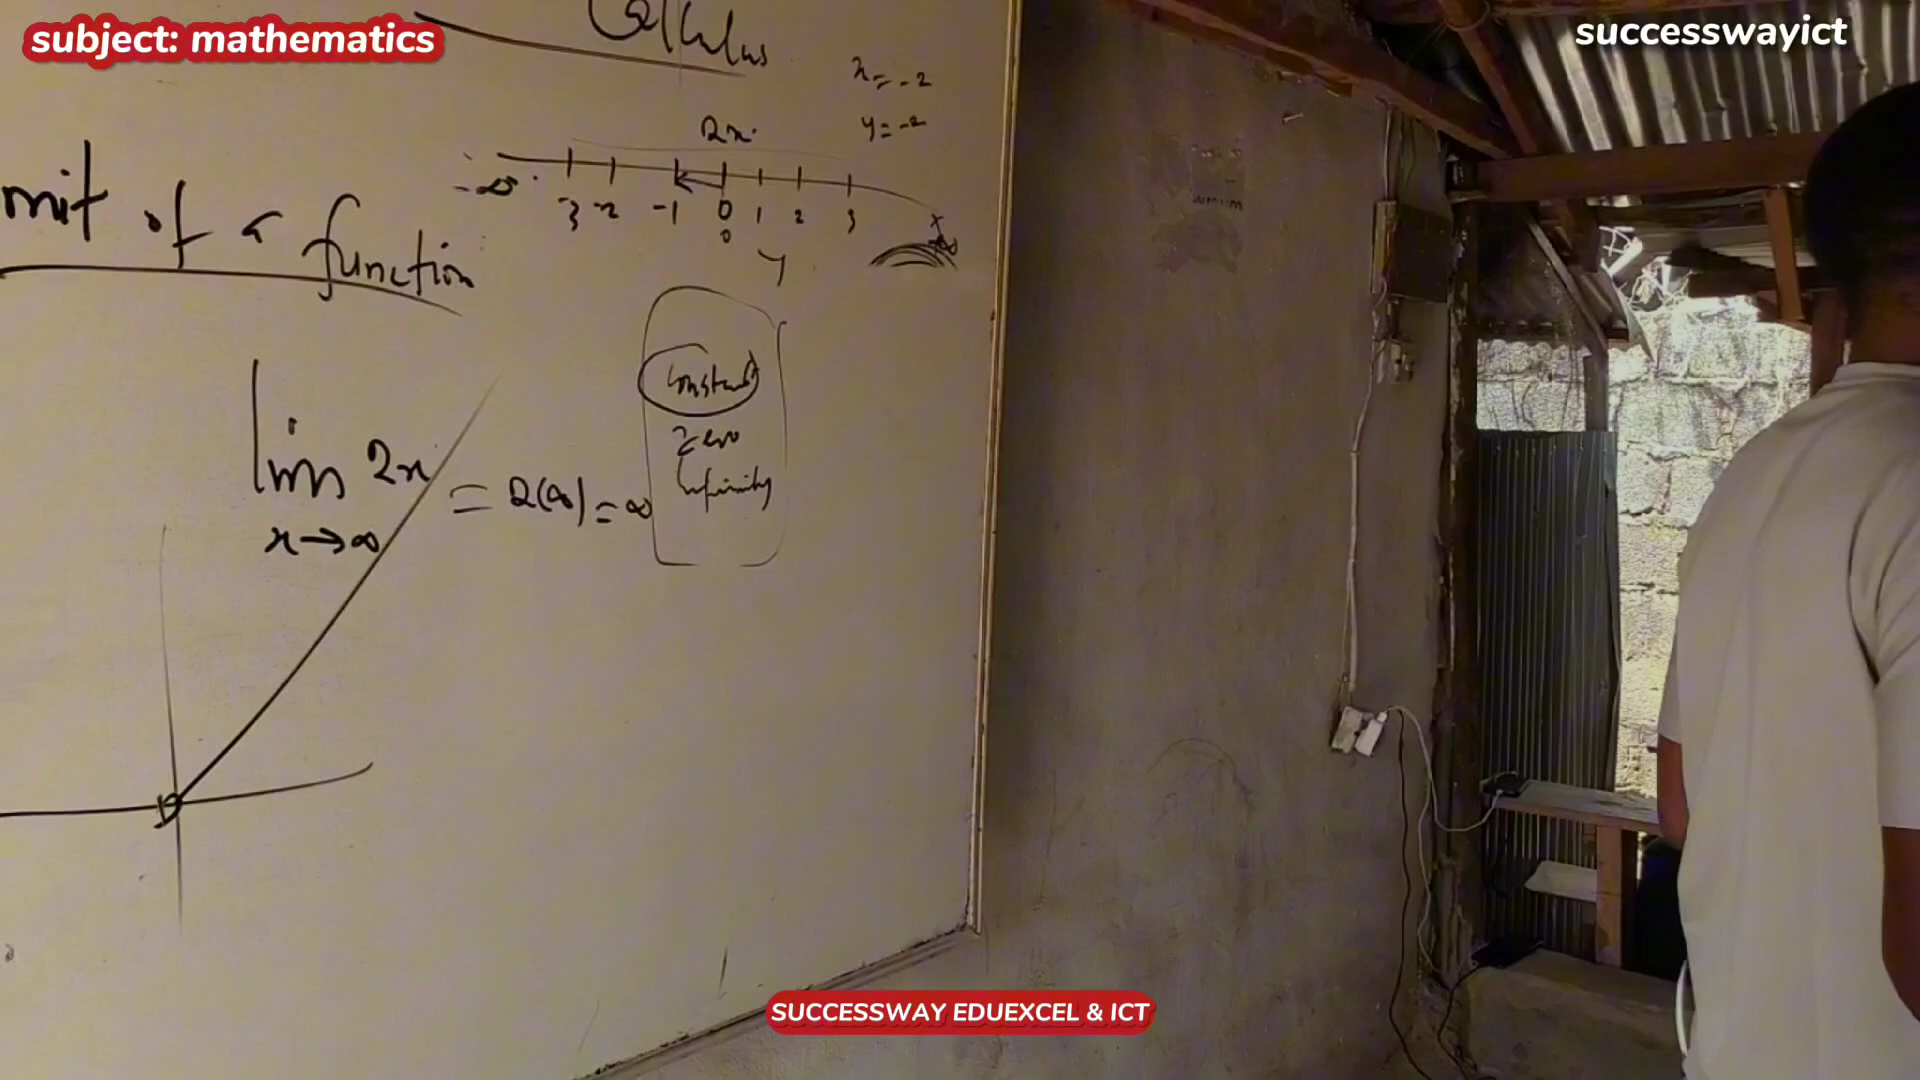 subject: mathematics
successwayict
Calculus
x = -2
y = -2
2x
-∞
-3 -2 -1 0 1 2 3
0
y
mit of a function
lim 2x = 2(∞) = ∞
x→∞
Constant
Zero
Infinity
SUCCESSWAY EDUEXCEL & ICT